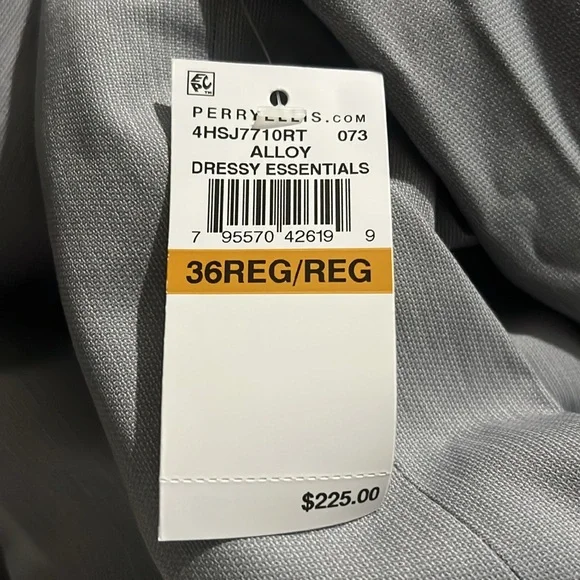 PERRYELLIS.COM
4HSJ7710RT 073
ALLOY
DRESSY ESSENTIALS
7 95570 42619 9
36REG/REG
$225.00